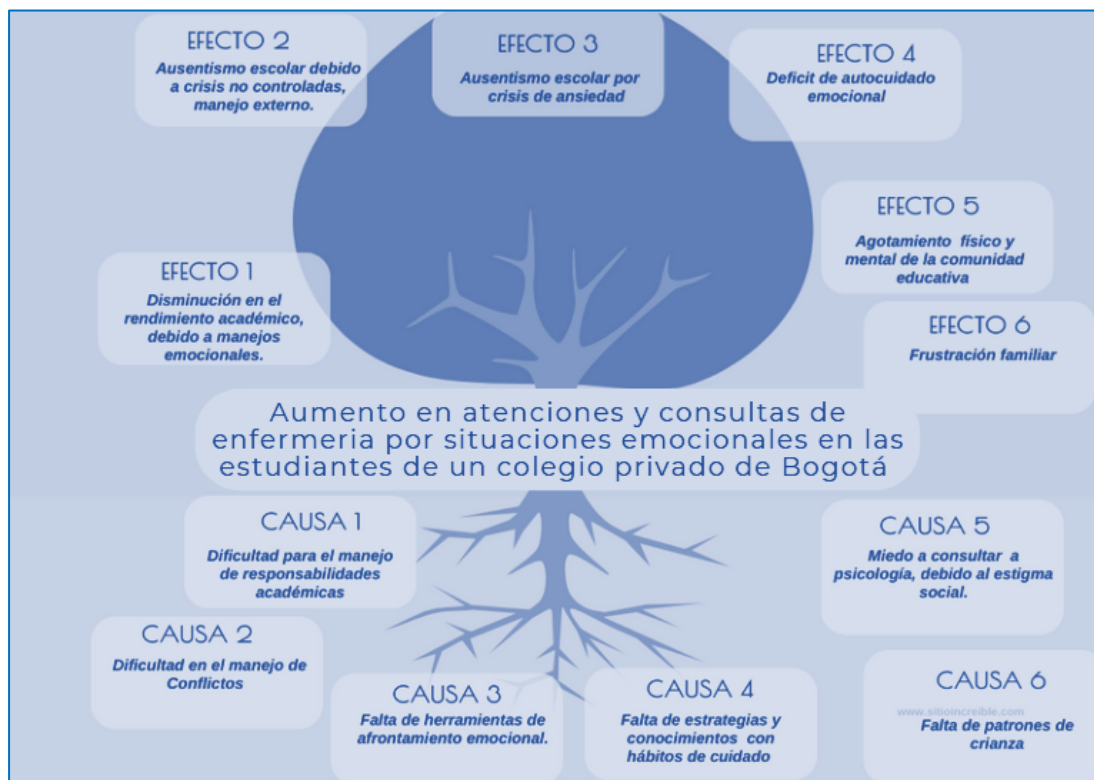 EFECTO 2
Ausentismo escolar debido
a crisis no controladas,
manejo externo.
EFECTO 3
Ausentismo escolar por
crisis de ansiedad
EFECTO 4
Deficit de autocuidado
emocional
EFECTO 5
Agotamiento físico y
mental de la comunidad
educativa
EFECTO 1
Disminución en el
rendimiento académico,
debido a manejos
emocionales.
EFECTO 6
Frustración familiar
Aumento en atenciones y consultas de
enfermeria por situaciones emocionales en las
estudiantes de un colegio privado de Bogotá
CAUSA 1
Dificultad para el manejo
de responsabilidades
académicas
CAUSA 5
Miedo a consultar a
psicología, debido al estigma
social.
CAUSA 2
Dificultad en el manejo de
Conflictos
CAUSA 3
Falta de herramientas de
afrontamiento emocional.
CAUSA 4
Falta de estrategias y
conocimientos con
hábitos de cuidado
CAUSA 6
www.sitioincreible.com
Falta de patrones de
crianza